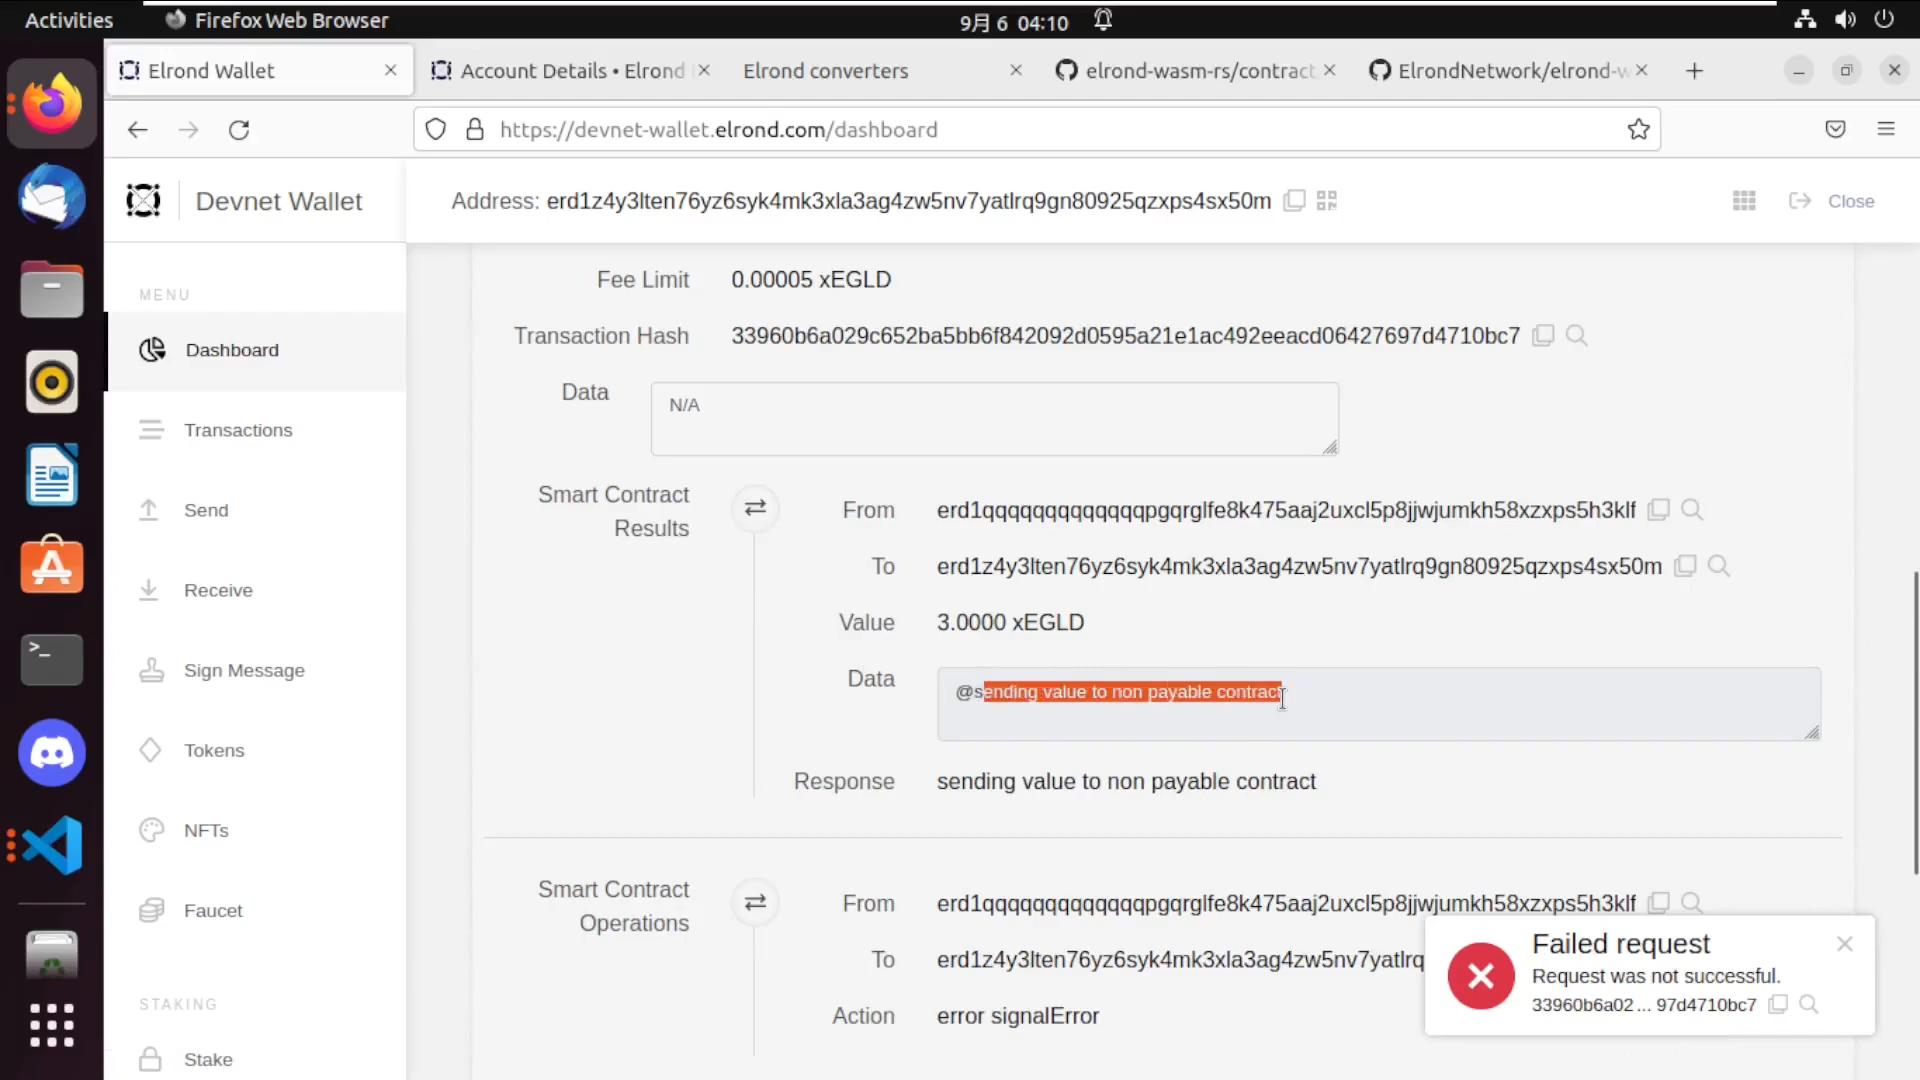 Activities
Firefox Web Browser
9月 6 04:10
Elrond Wallet
Account Details • Elrond
Elrond converters
elrond-wasm-rs/contract
ElrondNetwork/elrond-w
https://devnet-wallet.elrond.com/dashboard
Devnet Wallet
Address: erd1z4y3lten76yz6syk4mk3xla3ag4zw5nv7yatlrq9gn80925qzxps4sx50m
Close
MENU
Dashboard
Transactions
Send
Receive
Sign Message
Tokens
NFTs
Faucet
STAKING
Stake
Fee Limit 0.00005 xEGLD
Transaction Hash 33960b6a029c652ba5bb6f842092d0595a21e1ac492eeacd06427697d4710bc7
Data
N/A
Smart Contract
Results
From erd1qqqqqqqqqqqqqpgqrglfe8k475aaj2uxcl5p8jjwjumkh58xzxps5h3klf
To erd1z4y3lten76yz6syk4mk3xla3ag4zw5nv7yatlrq9gn80925qzxps4sx50m
Value 3.0000 xEGLD
Data
@sending value to non payable contract
Response sending value to non payable contract
Smart Contract
Operations
From erd1qqqqqqqqqqqqqpgqrglfe8k475aaj2uxcl5p8jjwjumkh58xzxps5h3klf
To erd1z4y3lten76yz6syk4mk3xla3ag4zw5nv7yatlrq
Action error signalError
Failed request
Request was not successful.
33960b6a02 ... 97d4710bc7